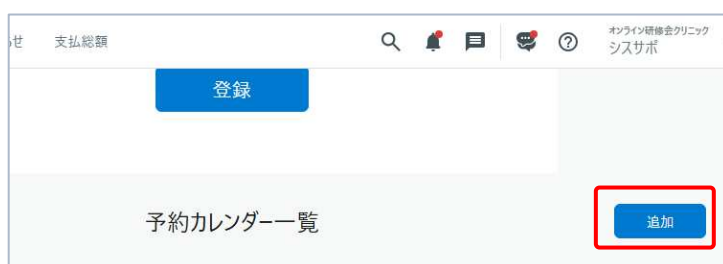 せ 支払総額
オンライン研修会クリニック
シスサポ
登録
予約カレンダー一覧
追加